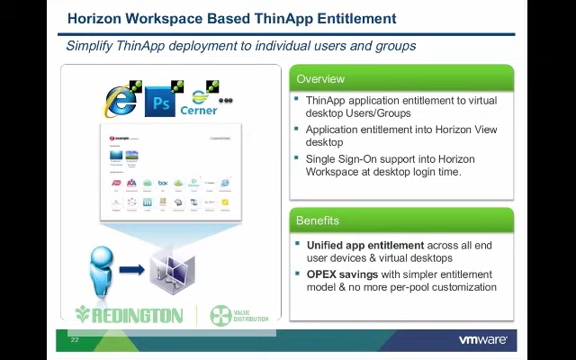 Horizon Workspace Based ThinApp Entitlement
Simplify ThinApp deployment to individual users and groups
Ps
Cerner
Overview
ThinApp application entitlement to virtual
desktop Users/Groups
Application entitlement into Horizon View
desktop
Single Sign-On support into Horizon
Workspace at desktop login time.
Benefits
Unified app entitlement across all end
user devices & virtual desktops
OPEX savings with simpler entitlement
model & no more per-pool customization
REDINGTON
VALUE
DISTRIBUTION
22
vmware